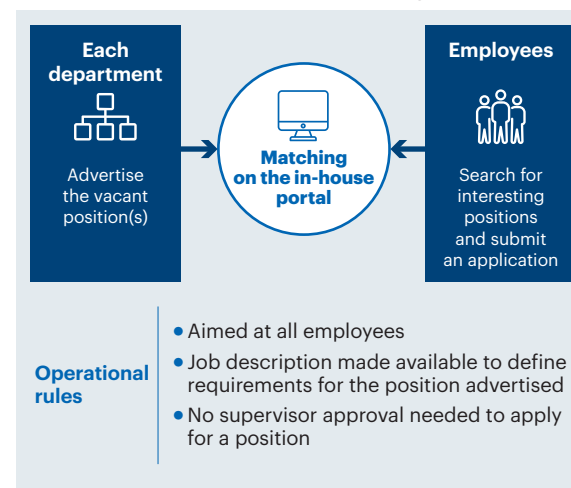 Each
department
Advertise
the vacant
position(s)
Matching
on the in-house
portal
Employees
Search for
interesting
positions
and submit
an application
Operational
rules
• Aimed at all employees
• Job description made available to define
requirements for the position advertised
• No supervisor approval needed to apply
for a position